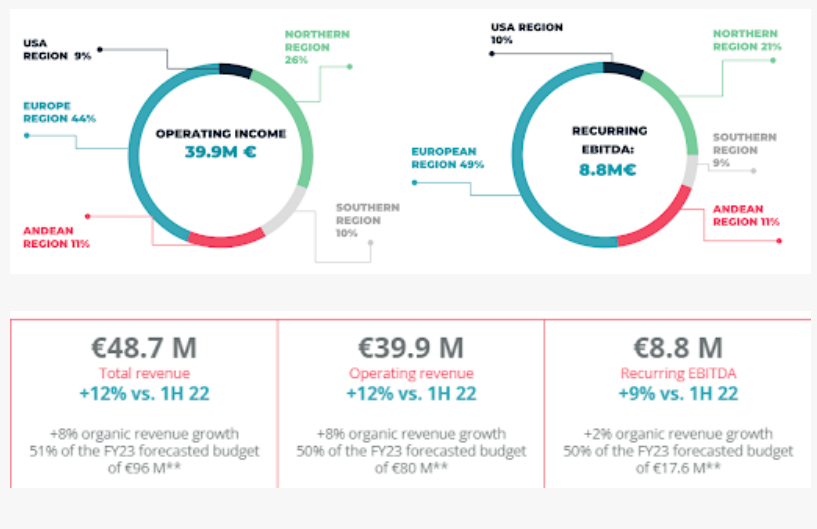 USA
REGION 9%
NORTHERN
REGION
26%
EUROPE
REGION 44%
OPERATING INCOME
39.9M €
SOUTHERN
REGION
10%
ANDEAN
REGION 11%
USA REGION
10%
NORTHERN
REGION 21%
RECURRING
EBITDA:
8.8M€
SOUTHERN
REGION
9%
EUROPEAN
REGION 49%
ANDEAN
REGION 11%
€48.7 M
Total revenue
+12% vs. 1H 22
+8% organic revenue growth
51% of the FY23 forecasted budget
of €96 M**
€39.9 M
Operating revenue
+12% vs. 1H 22
+8% organic revenue growth
50% of the FY23 forecasted budget
of €80 M**
€8.8 M
Recurring EBITDA
+9% vs. 1H 22
+2% organic revenue growth
50% of the FY23 forecasted budget
of €17.6 M**